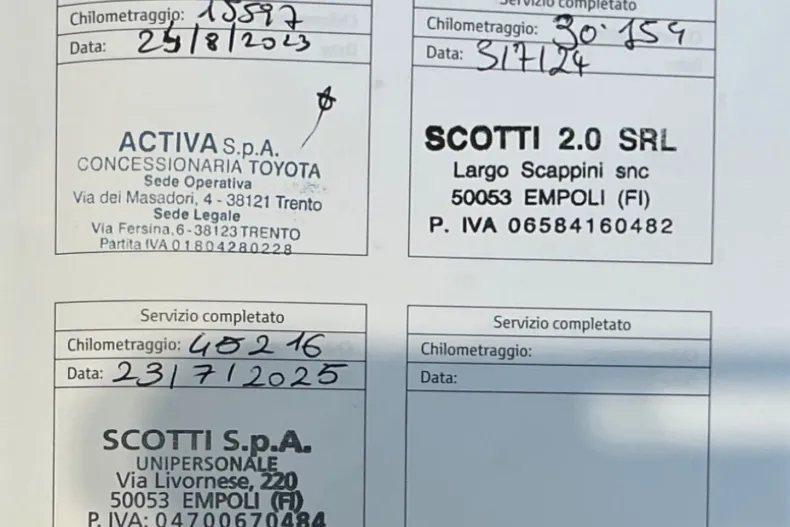 Chilometraggio: 15597
Data: 25/8/2023
ACTIVA S.p.A.
CONCESSIONARIA TOYOTA
Sede Operativa
Via dei Masadori, 4 - 38121 Trento
Sede Legale
Via Fersina, 6 - 38123 TRENTO
Partita IVA 01804280228
Servizio completato
Chilometraggio: 30.154
Data: 3/7/24
SCOTTI 2.0 SRL
Largo Scappini snc
50053 EMPOLI (FI)
P. IVA 06584160482
Servizio completato
Chilometraggio: 45216
Data: 23/7/2025
SCOTTI S.p.A.
UNIPERSONALE
Via Livornese, 220
50053 EMPOLI (FI)
P. IVA: 04700670484
Servizio completato
Chilometraggio:
Data: